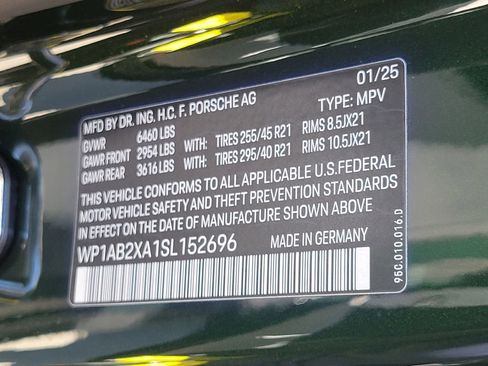 MFD BY DR. ING. H.C. F. PORSCHE AG 01/25
GVWR 6460 LBS TYPE: MPV
GAWR FRONT 2954 LBS WITH: TIRES 255/45 R21 RIMS 8.5JX21
GAWR REAR 3616 LBS WITH: TIRES 295/40 R21 RIMS 10.5JX21
THIS VEHICLE CONFORMS TO ALL APPLICABLE U.S.FEDERAL
MOTOR VEHICLE SAFETY AND THEFT PREVENTION STANDARDS
IN EFFECT ON THE DATE OF MANUFACTURE SHOWN ABOVE
WP1AB2XA1SL152696 MADE IN GERMANY
95C.010.016.D